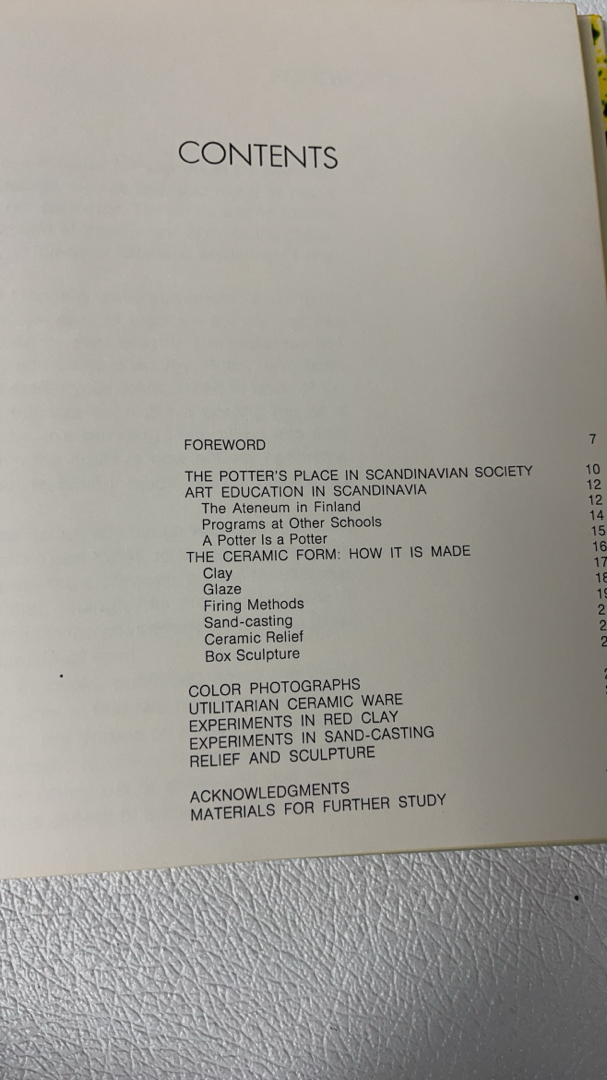 CONTENTS
FOREWORD 7
THE POTTER'S PLACE IN SCANDINAVIAN SOCIETY 10
ART EDUCATION IN SCANDINAVIA 12
The Ateneum in Finland 12
Programs at Other Schools 14
A Potter Is a Potter 15
THE CERAMIC FORM: HOW IT IS MADE 16
Clay 17
Glaze 18
Firing Methods
Sand-casting
Ceramic Relief
Box Sculpture
COLOR PHOTOGRAPHS
UTILITARIAN CERAMIC WARE
EXPERIMENTS IN RED CLAY
EXPERIMENTS IN SAND-CASTING
RELIEF AND SCULPTURE
ACKNOWLEDGMENTS
MATERIALS FOR FURTHER STUDY